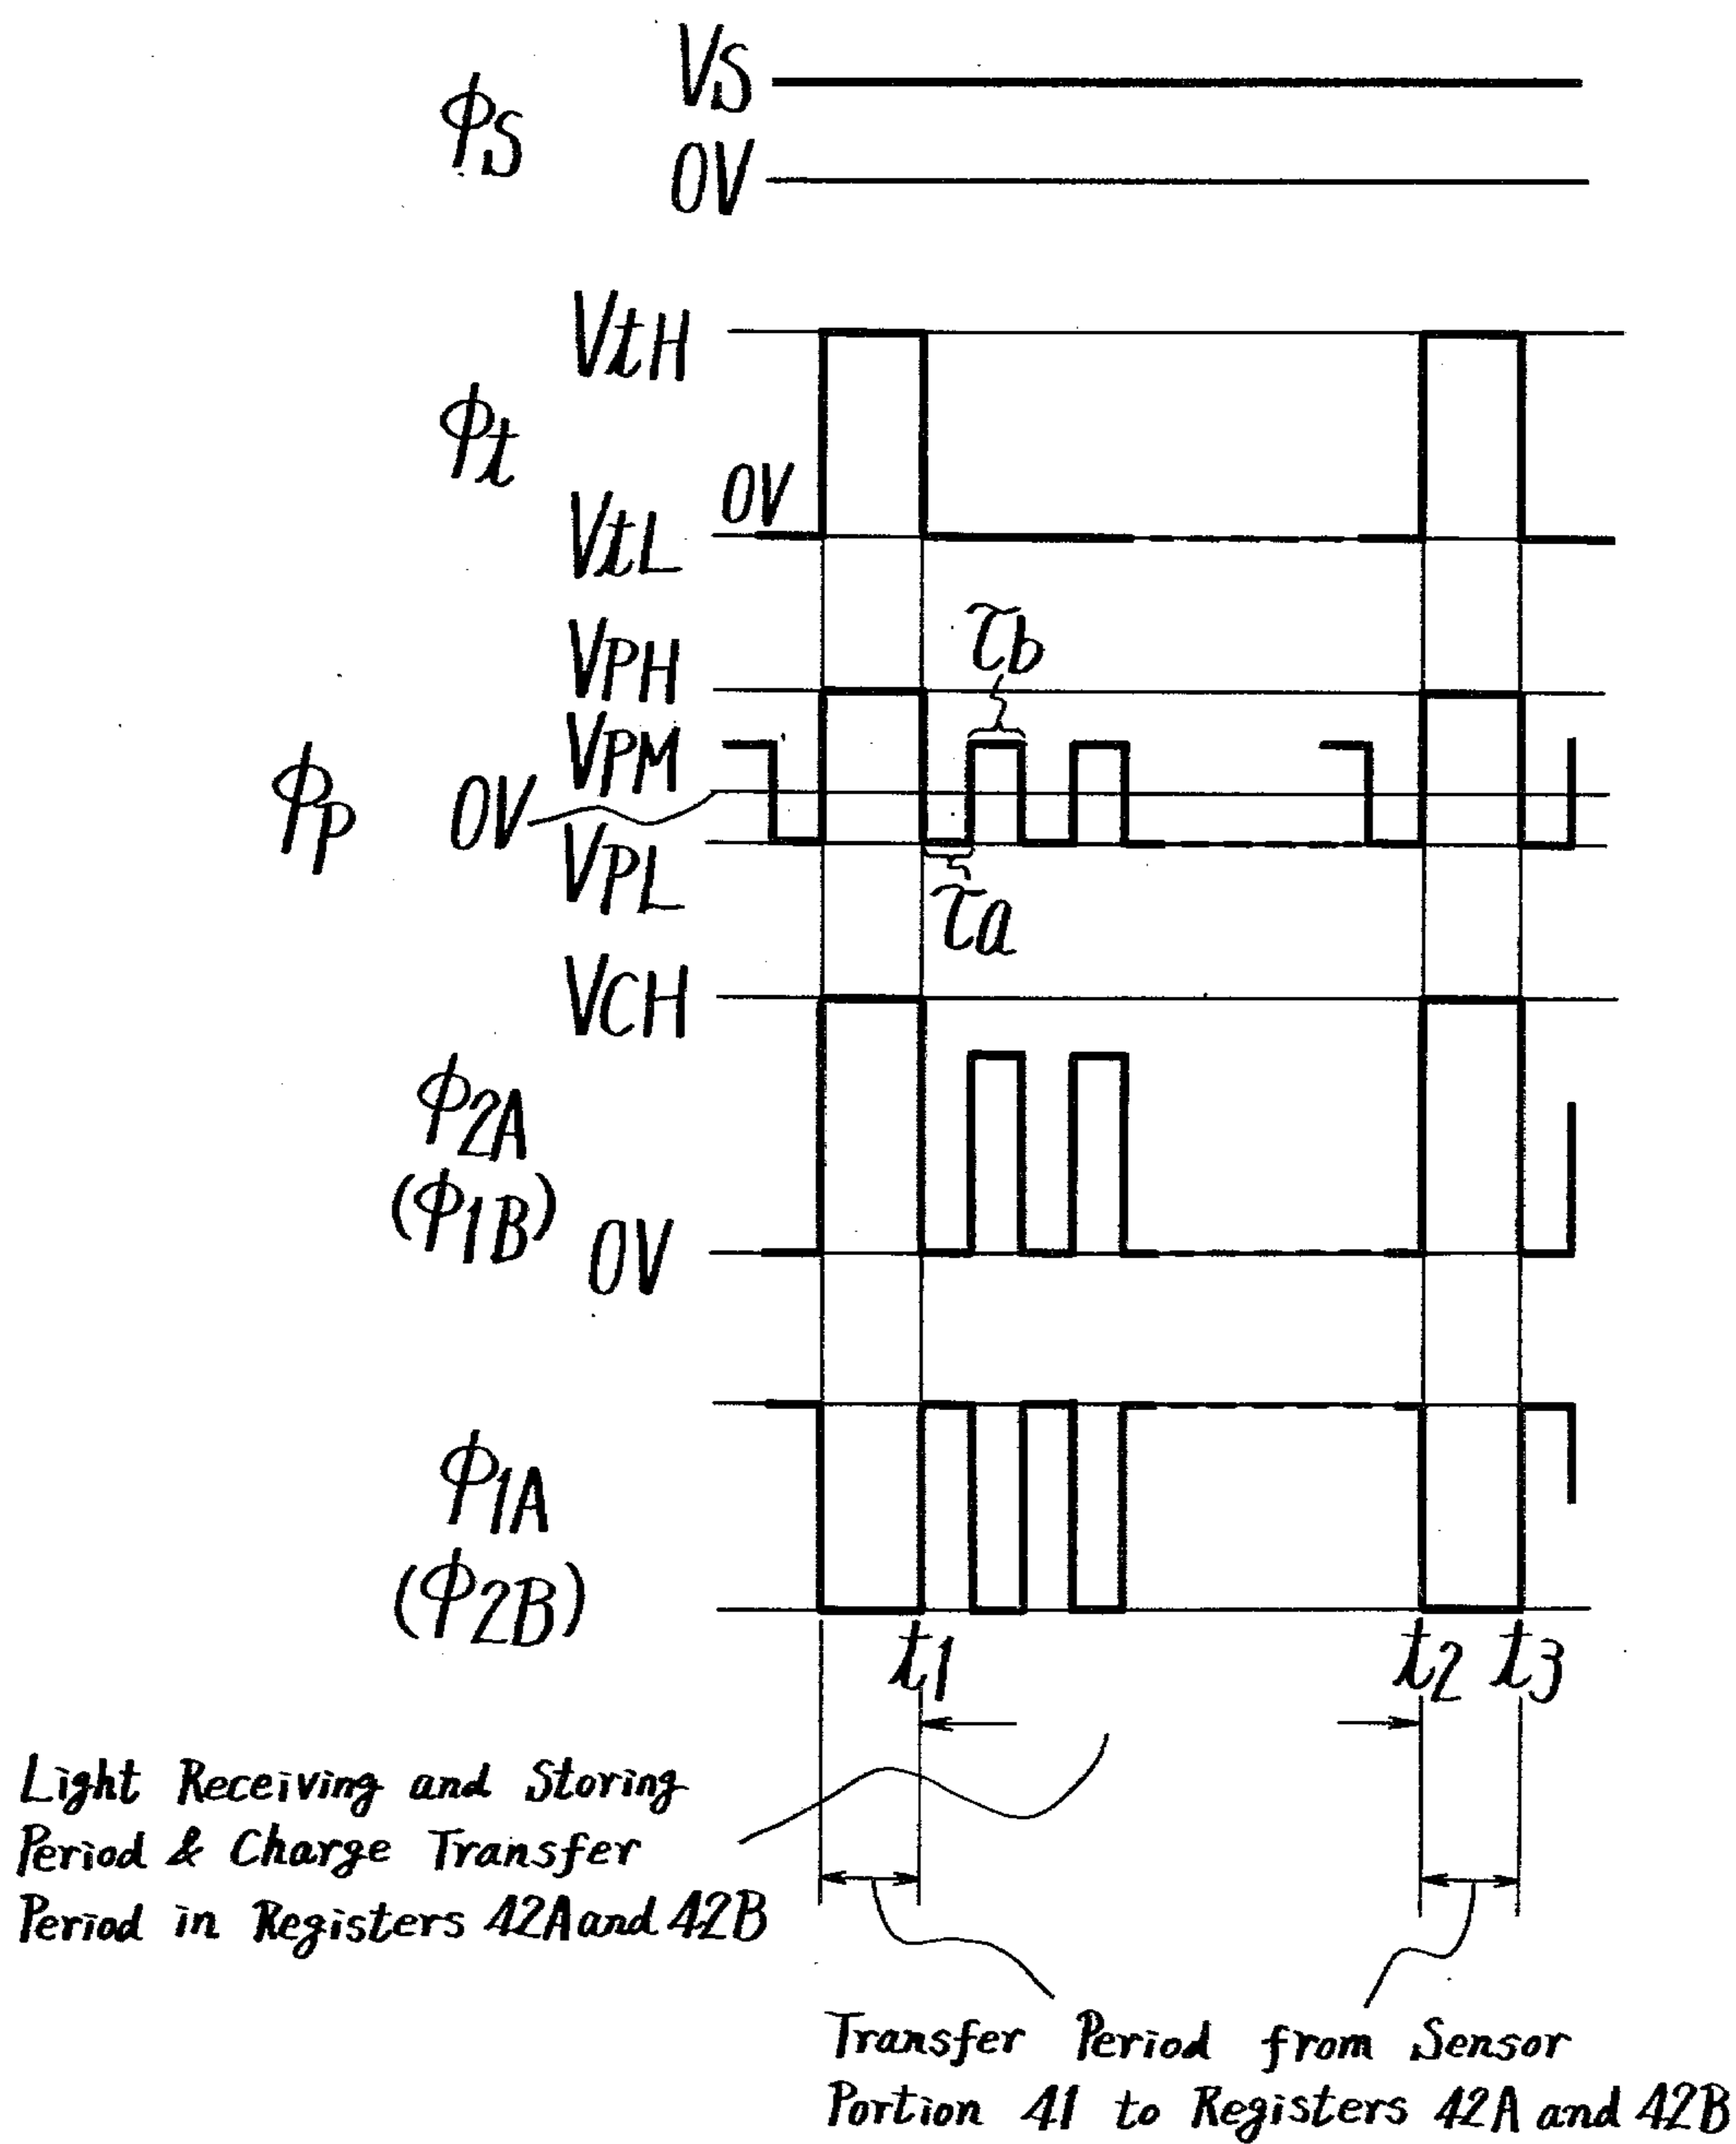 VS
ϕS
0V
VtH
ϕt
0V
VtL
VPH
τb
VPM
ϕP
0V
VPL
τa
VCH
ϕ2A
(ϕ1B)
0V
ϕ1A
(ϕ2B)
t1 t2 t3
Light Receiving and Storing
Period & Charge Transfer
Period in Registers 42A and 42B
Transfer Period from Sensor
Portion 41 to Registers 42A and 42B